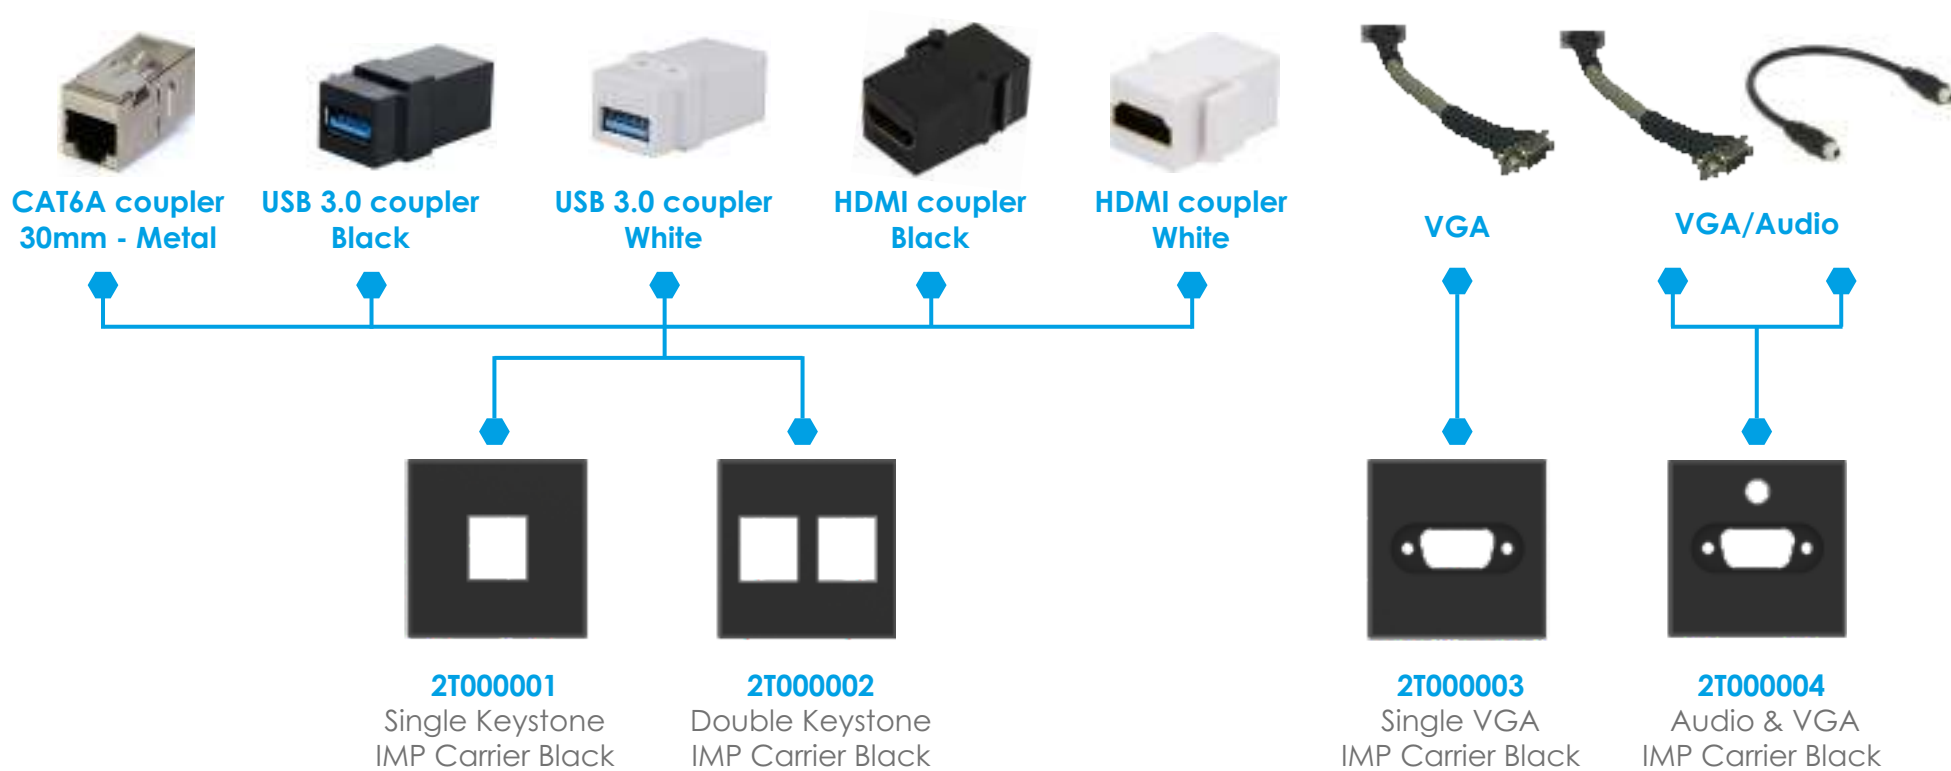 CAT6A coupler
30mm - Metal
USB 3.0 coupler
Black
USB 3.0 coupler
White
HDMI coupler
Black
HDMI coupler
White
VGA
VGA/Audio
2T000001
Single Keystone
IMP Carrier Black
2T000002
Double Keystone
IMP Carrier Black
2T000003
Single VGA
IMP Carrier Black
2T000004
Audio & VGA
IMP Carrier Black